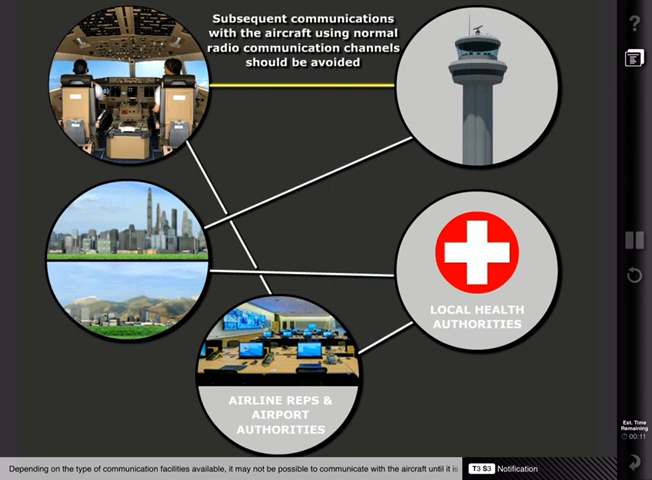 Subsequent communications
with the aircraft using normal
radio communication channels
should be avoided
?
LOCAL HEALTH
AUTHORITIES
AIRLINE REPS &
AIRPORT
AUTHORITIES
Est. Time
Remaining
00:11
Depending on the type of communication facilities available, it may not be possible to communicate with the aircraft until it is
T3 S3 Notification